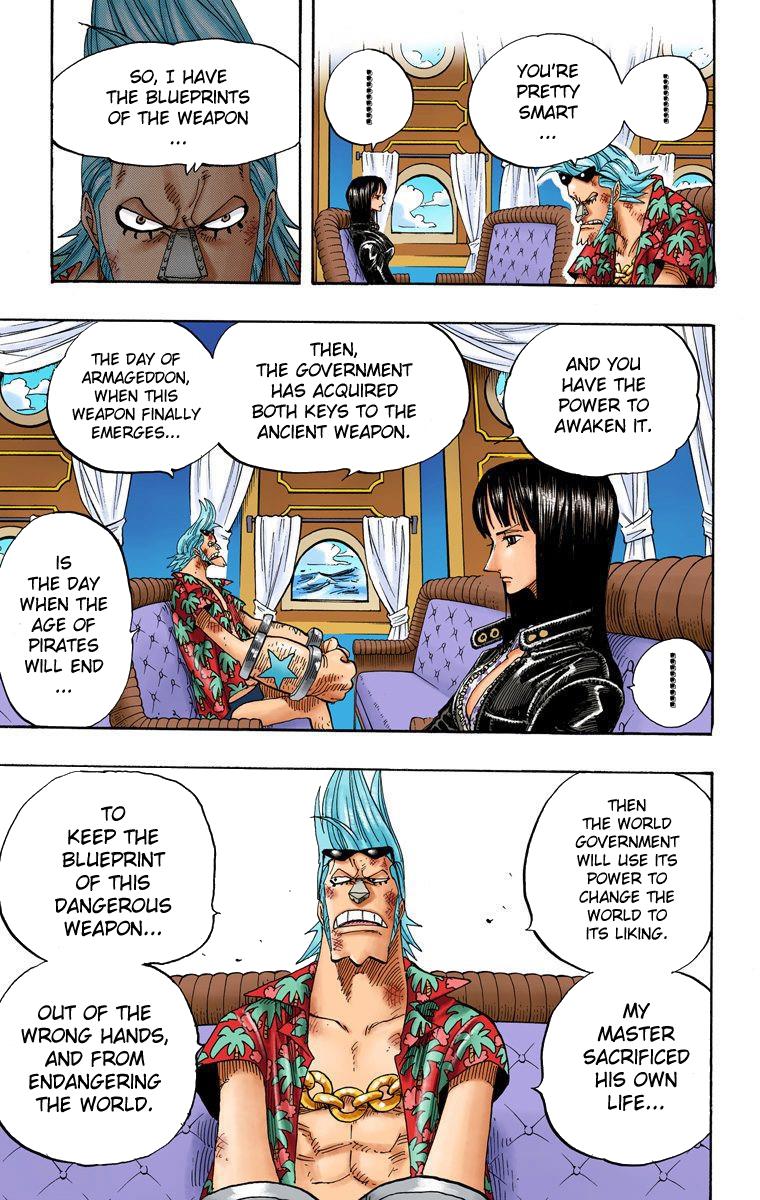 ..........
YOU'RE
PRETTY
SMART
...
..........
SO, I HAVE
THE BLUEPRINTS
OF THE WEAPON
...
AND YOU
HAVE THE
POWER TO
AWAKEN IT.
..........
THEN,
THE GOVERNMENT
HAS ACQUIRED
BOTH KEYS TO THE
ANCIENT WEAPON.
THE DAY OF
ARMAGEDDON,
WHEN THIS
WEAPON FINALLY
EMERGES...
IS
THE DAY
WHEN THE
AGE OF
PIRATES
WILL END
...
THEN
THE WORLD
GOVERNMENT
WILL USE ITS
POWER TO
CHANGE THE
WORLD TO
ITS LIKING.
MY
MASTER
SACRIFICED
HIS OWN
LIFE...
TO
KEEP THE
BLUEPRINT
OF THIS
DANGEROUS
WEAPON...
OUT OF THE
WRONG HANDS,
AND FROM
ENDANGERING
THE WORLD.